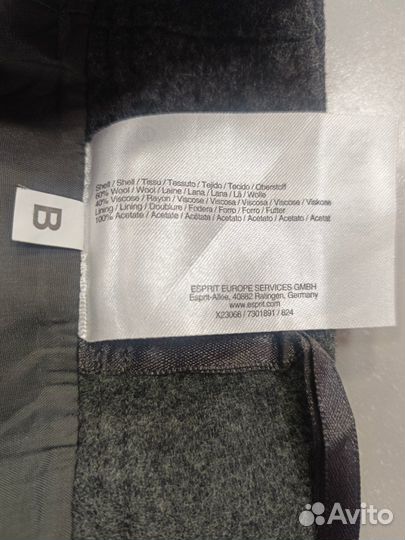 Shell / Shell / Tissu / Tessuto / Tejido / Tecido / Oberstoff
60% Wool / Wool / Laine / Lana / Lana / Lã / Wolle
40% Viscose / Rayon / Viscose / Viscosa / Viscosa / Viscose / Viskose
Lining / Lining / Doublure / Fodera / Forro / Forro / Futter
100% Acetate / Acetate / Acétate / Acetato / Acetato / Acetato / Acetat
ESPRIT EUROPE SERVICES GMBH
Esprit-Allee, 40882 Ratingen, Germany
www.esprit.com
X23066 / 7301891 / 824
B
Avito